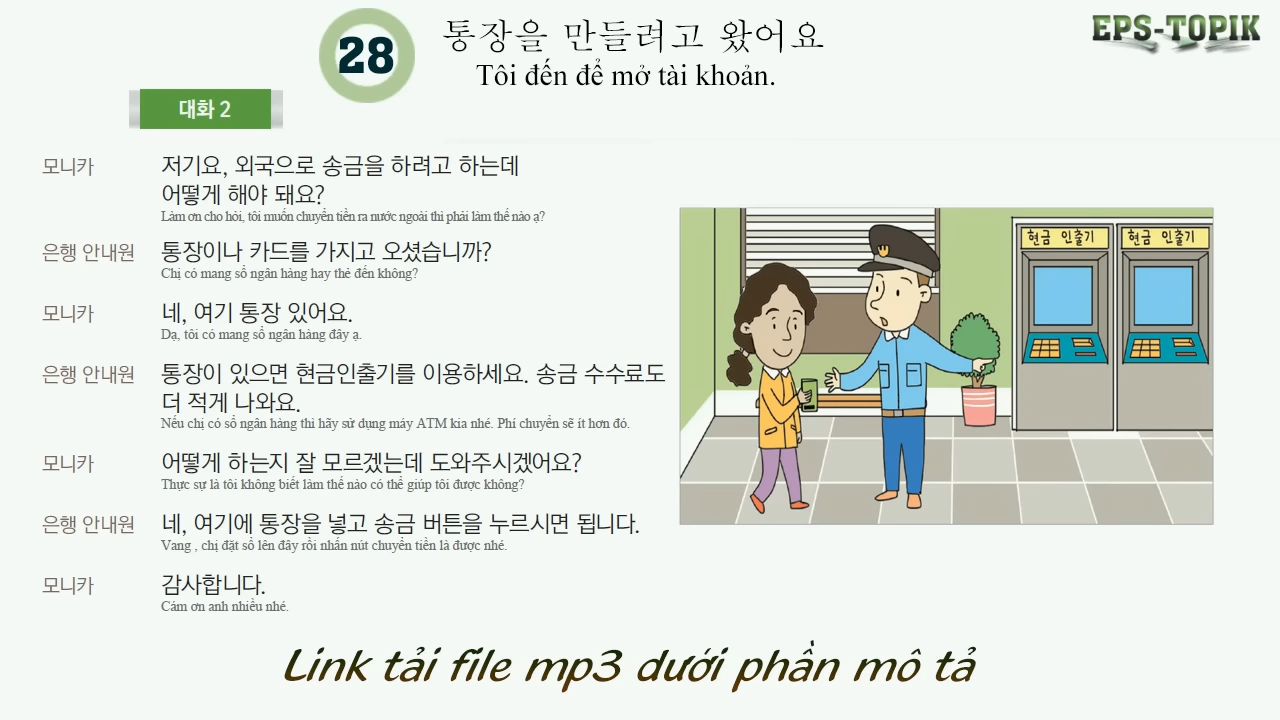 28
통장을 만들려고 왔어요
Tôi đến để mở tài khoản.
EPS-TOPIK
대화 2
모니카 저기요, 외국으로 송금을 하려고 하는데
어떻게 해야 돼요?
Làm ơn cho hỏi, tôi muốn chuyển tiền ra nước ngoài thì phải làm thế nào ạ?
은행 안내원 통장이나 카드를 가지고 오셨습니까?
Chị có mang sổ ngân hàng hay thẻ đến không?
모니카 네, 여기 통장 있어요.
Dạ, tôi có mang sổ ngân hàng đây ạ.
은행 안내원 통장이 있으면 현금인출기를 이용하세요. 송금 수수료도
더 적게 나와요.
Nếu chị có sổ ngân hàng thì hãy sử dụng máy ATM kia nhé. Phí chuyển sẽ ít hơn đó.
모니카 어떻게 하는지 잘 모르겠는데 도와주시겠어요?
Thực sự là tôi không biết làm thế nào có thể giúp tôi được không?
은행 안내원 네, 여기에 통장을 넣고 송금 버튼을 누르시면 됩니다.
Vang , chị đặt sổ lên đây rồi nhấn nút chuyển tiền là được nhé.
모니카 감사합니다.
Cám ơn anh nhiều nhé.
현금 인출기
현금 인출기
Link tải file mp3 dưới phần mô tả